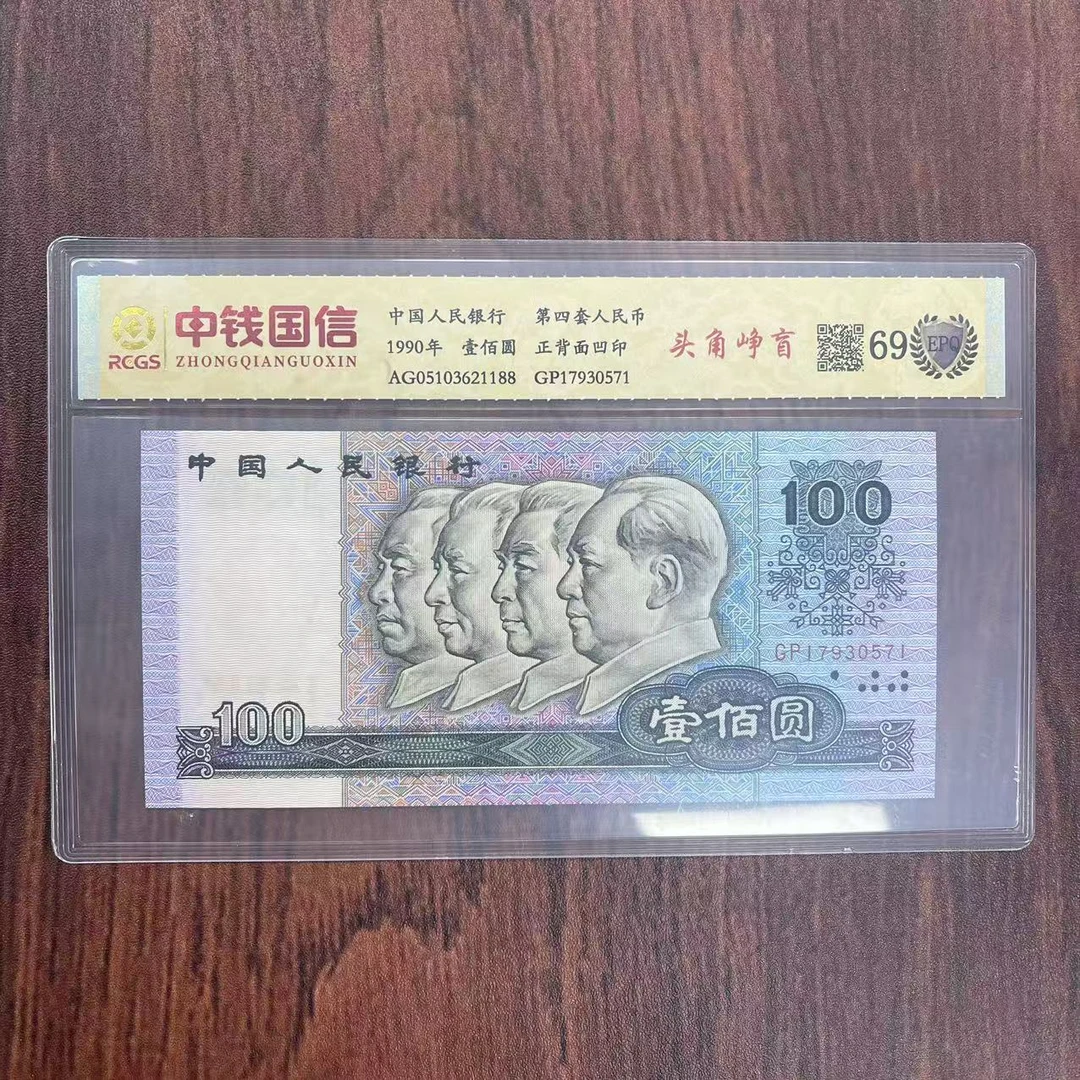 RCGS
中钱国信
ZHONGQIANGUOXIN
中国人民银行 第四套人民币
1990年 壹佰圆 正背面凹印
AG05103621188 GP17930571
头角峥盲
69 EPQ
中国人民银行
100
GP17930571
100
壹佰圆